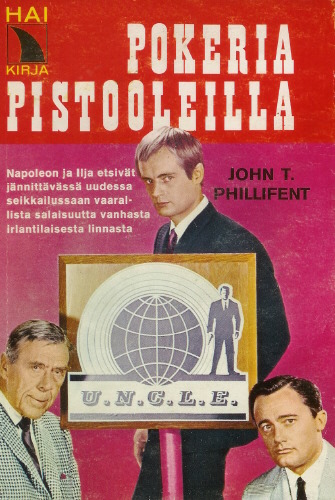 HAI
KIRJA
POKERIA
PISTOOLEILLA
Napoleon ja Ilja etsivät
jännittävässä uudessa
seikkailussaan vaaral-
lista salaisuutta vanhasta
irlantilaisesta linnasta
JOHN T.
PHILLIFENT
U.N.C.L.E.